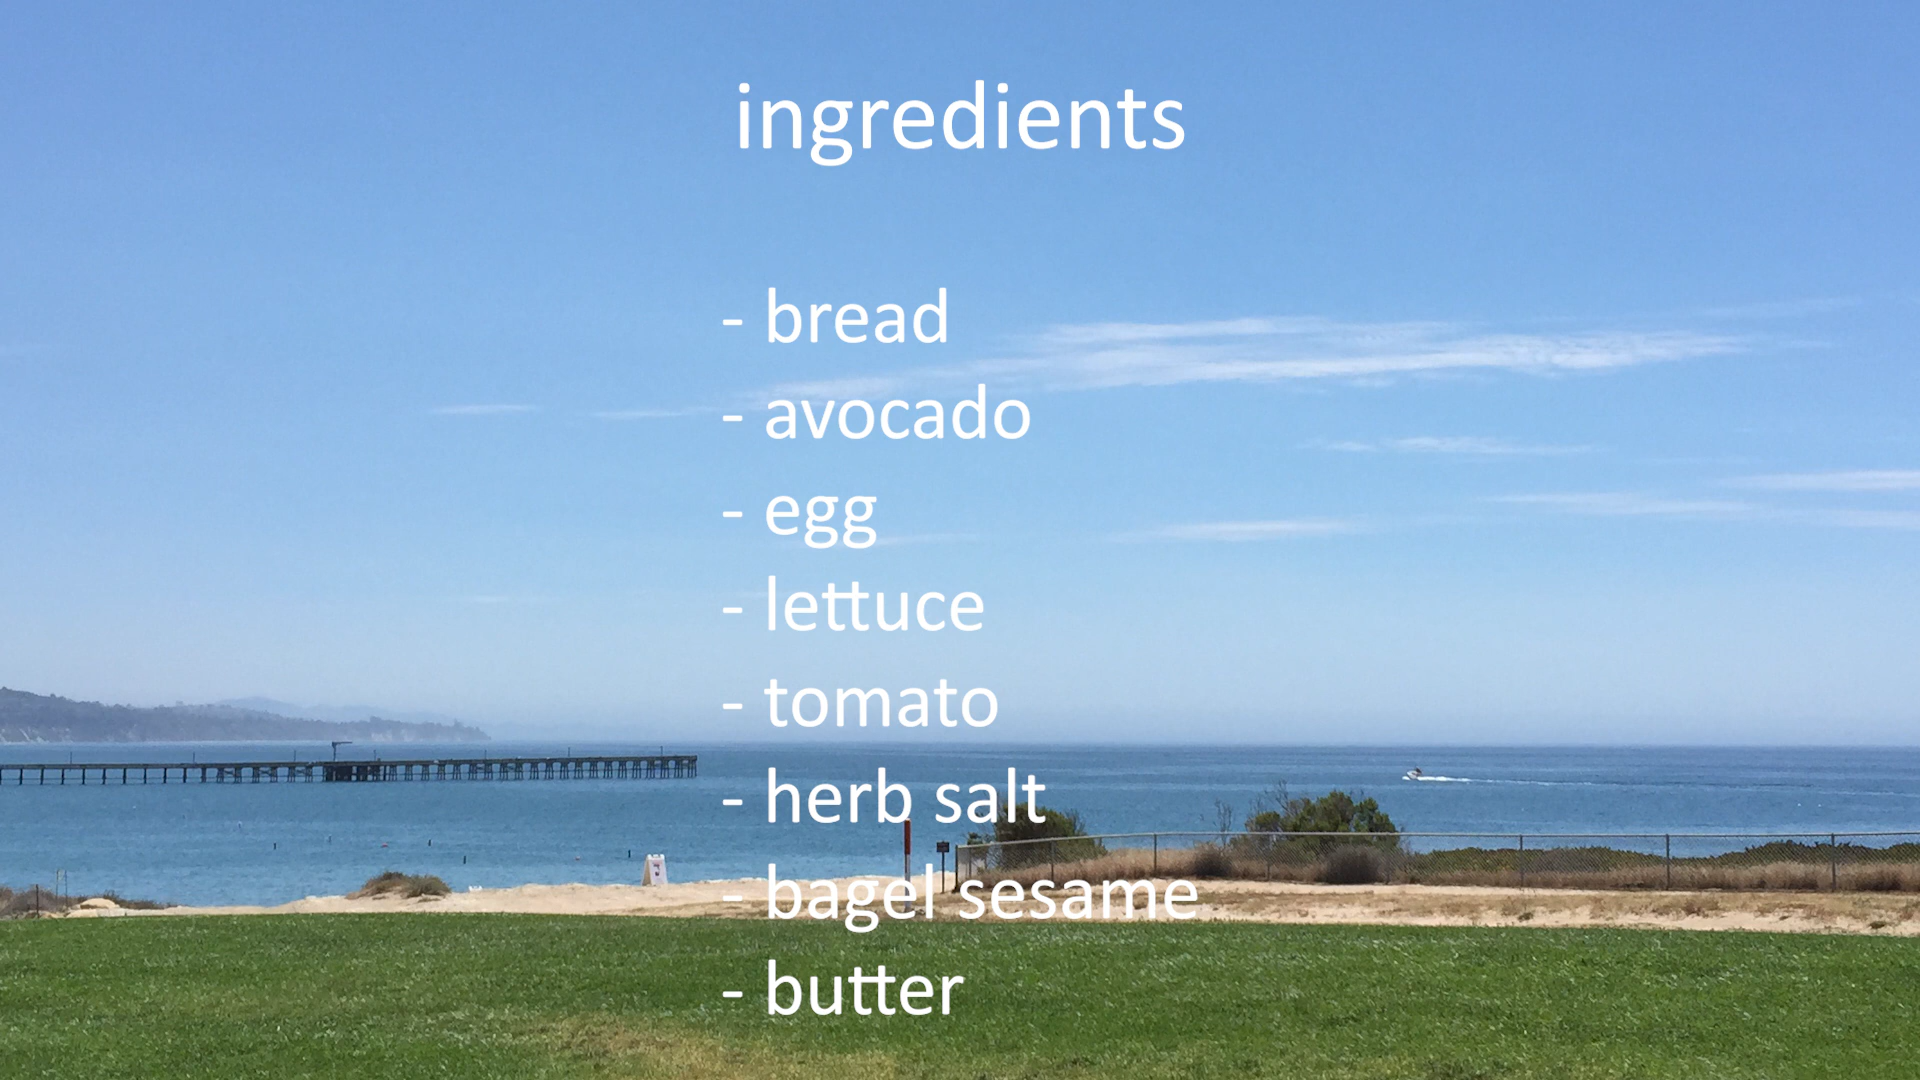 ingredients
- bread
- avocado
- egg
- lettuce
- tomato
- herb salt
- bagel sesame
- butter